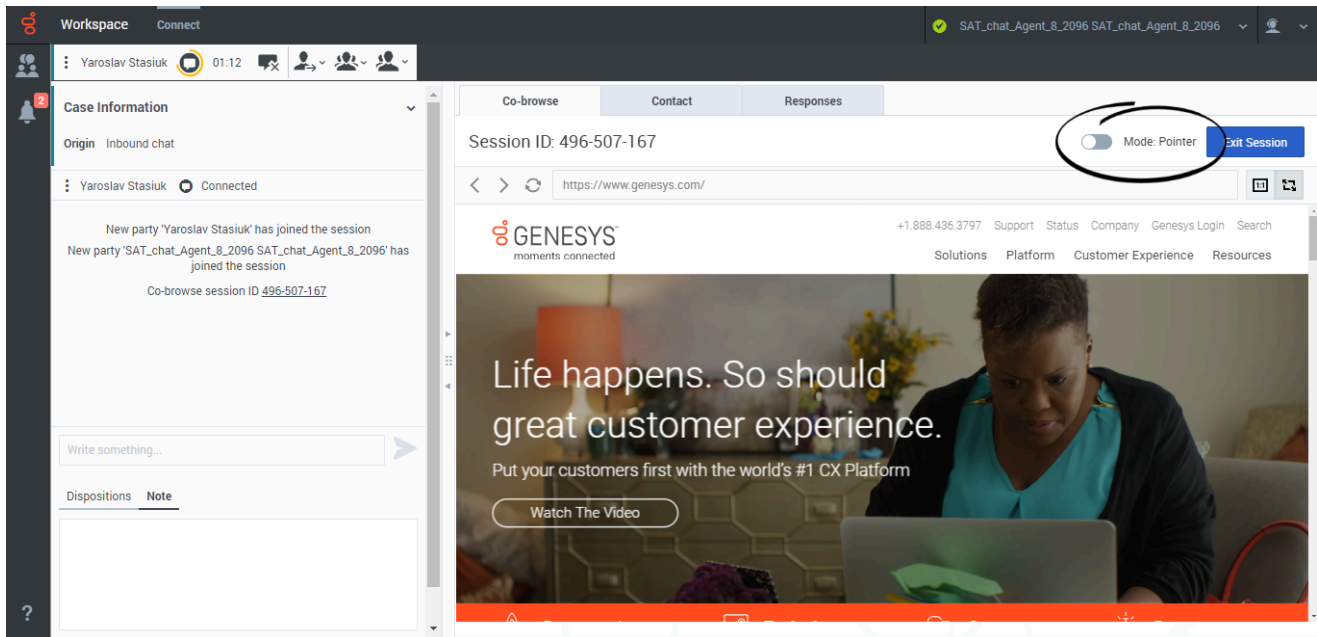 Workspace
Connect
SAT_chat_Agent_8_2096 SAT_chat_Agent_8_2096
2
Yaroslav Stasiuk
01:12
Case Information
Origin Inbound chat
Yaroslav Stasiuk Connected
New party 'Yaroslav Stasiuk' has joined the session
New party 'SAT_chat_Agent_8_2096 SAT_chat_Agent_8_2096' has
joined the session
Co-browse session ID 496-507-167
Write something...
Dispositions Note
?
Co-browse Contact Responses
Session ID: 496-507-167
Mode: Pointer
Exit Session
https://www.genesys.com/
1:1
GENESYS™
moments connected
+1.888.436.3797 Support Status Company Genesys Login Search
Solutions Platform Customer Experience Resources
Life happens. So should
great customer experience.
Put your customers first with the world's #1 CX Platform
Watch The Video